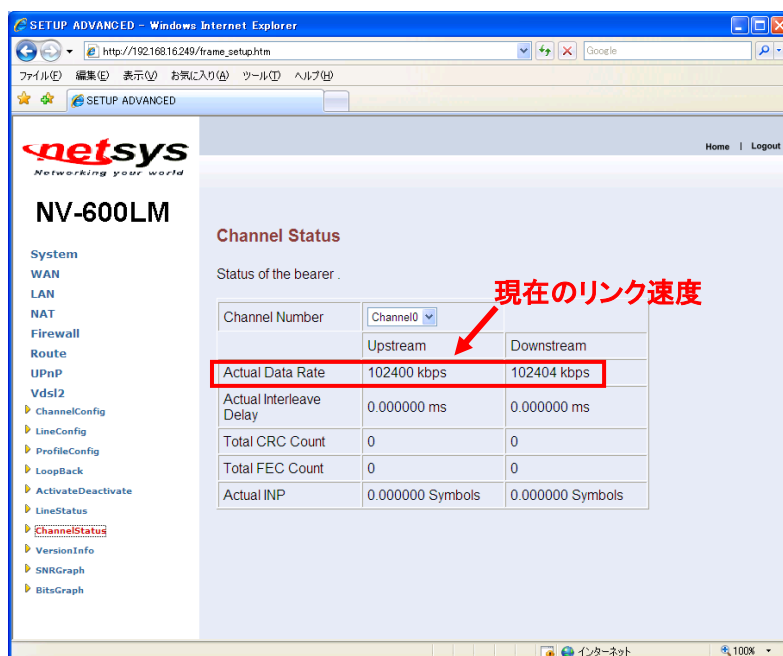 SETUP ADVANCED - Windows Internet Explorer
http://192.168.16.249/frame_setup.htm
Google
ファイル(F) 編集(E) 表示(V) お気に入り(A) ツール(T) ヘルプ(H)
SETUP ADVANCED
netsys
Networking your world
Home | Logout
NV-600LM
System
WAN
LAN
NAT
Firewall
Route
UPnP
Vdsl2
ChannelConfig
LineConfig
ProfileConfig
LoopBack
ActivateDeactivate
LineStatus
ChannelStatus
VersionInfo
SNRGraph
BitsGraph
Channel Status
Status of the bearer .
現在のリンク速度
Channel Number Channel0
Upstream Downstream
Actual Data Rate 102400 kbps 102404 kbps
Actual Interleave Delay 0.000000 ms 0.000000 ms
Total CRC Count 0 0
Total FEC Count 0 0
Actual INP 0.000000 Symbols 0.000000 Symbols
インターネット 100%